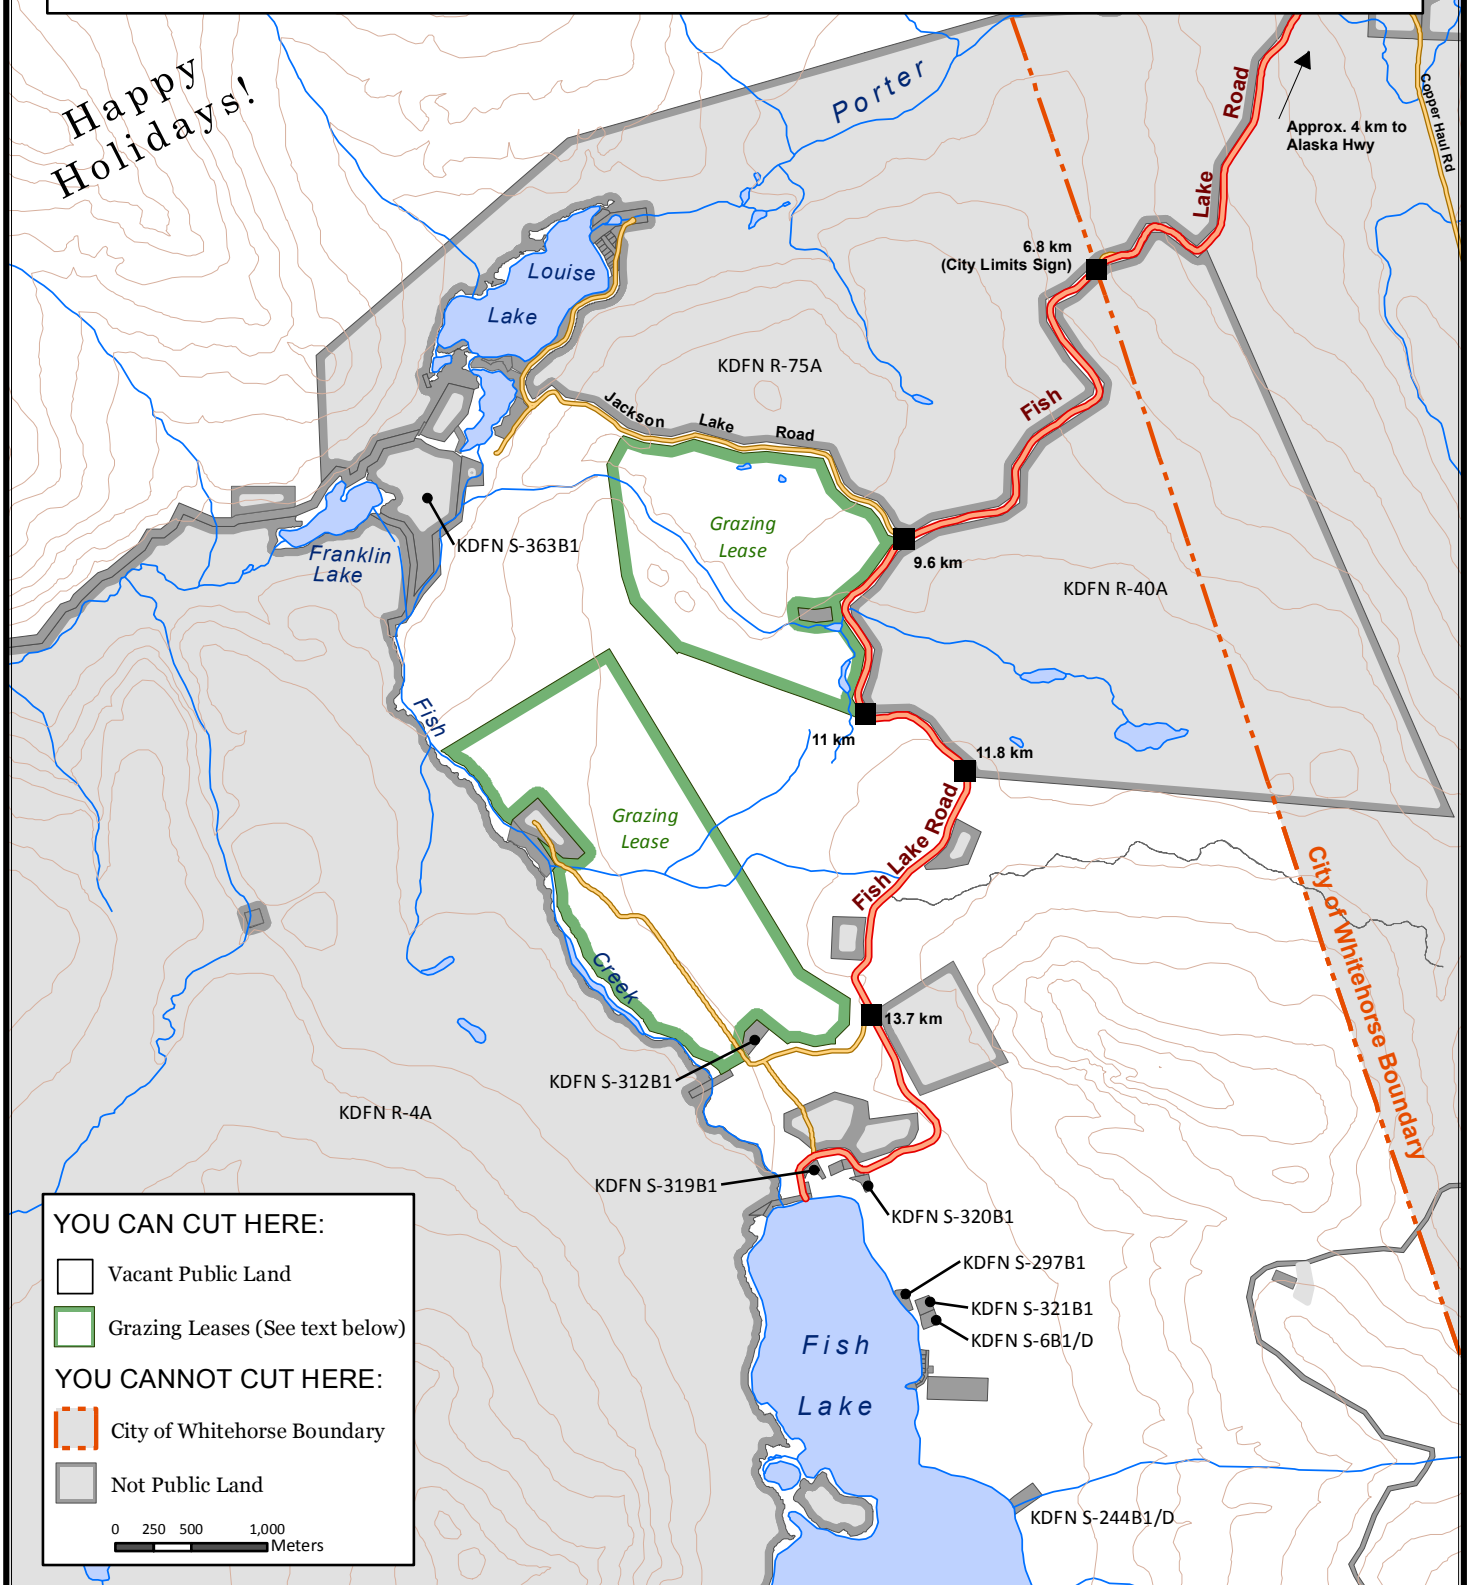 Happy
Holidays!
Porter
Road
Lake
Copper Haul Rd
Approx. 4 km to
Alaska Hwy
6.8 km
(City Limits Sign)
Louise
Lake
KDFN R-75A
Fish
Jackson Lake Road
Grazing
Lease
KDFN S-363B1
Franklin
Lake
9.6 km
KDFN R-40A
Fish
11 km
11.8 km
Grazing
Lease
Fish Lake Road
City of Whitehorse Boundary
Creek
13.7 km
KDFN S-312B1
KDFN R-4A
KDFN S-319B1
KDFN S-320B1
KDFN S-297B1
KDFN S-321B1
KDFN S-6B1/D
Fish
Lake
KDFN S-244B1/D
YOU CAN CUT HERE:
Vacant Public Land
Grazing Leases (See text below)
YOU CANNOT CUT HERE:
City of Whitehorse Boundary
Not Public Land
0 250 500 1,000
Meters